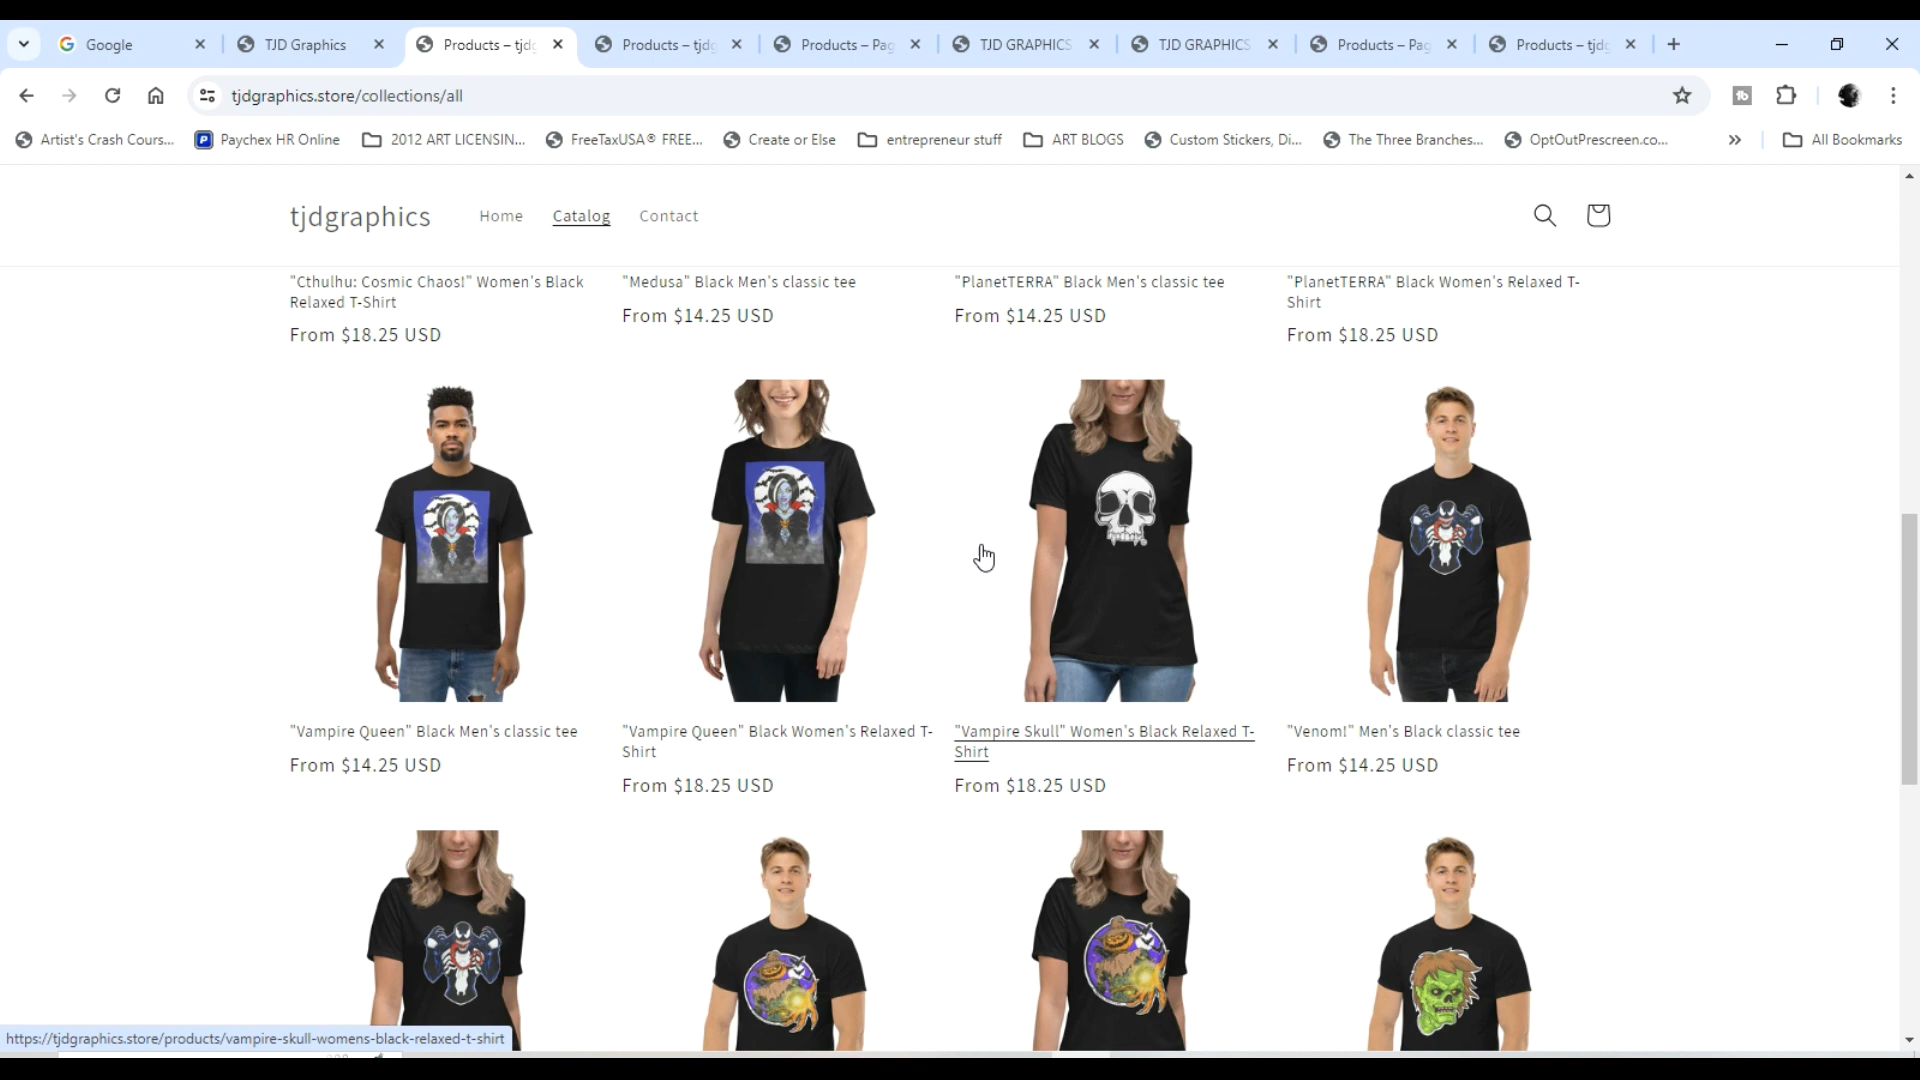 Google
TJD Graphics
Products – tjdg
Products – tjdg
Products – Pag
TJD GRAPHICS
TJD GRAPHICS
Products – Pag
Products – tjdg
tjdgraphics.store/collections/all
Artist's Crash Cours...
Paychex HR Online
2012 ART LICENSIN...
FreeTaxUSA® FREE...
Create or Else
entrepreneur stuff
ART BLOGS
Custom Stickers, Di...
The Three Branches...
OptOutPrescreen.co...
»
All Bookmarks
tjdgraphics
Home
Catalog
Contact
"Cthulhu: Cosmic Chaos!" Women's Black
Relaxed T-Shirt
From $18.25 USD
"Medusa" Black Men's classic tee
From $14.25 USD
"PlanetTERRA" Black Men's classic tee
From $14.25 USD
"PlanetTERRA" Black Women's Relaxed T-
Shirt
From $18.25 USD
"Vampire Queen" Black Men's classic tee
From $14.25 USD
"Vampire Queen" Black Women's Relaxed T-
Shirt
From $18.25 USD
"Vampire Skull" Women's Black Relaxed T-
Shirt
From $18.25 USD
"Venom!" Men's Black classic tee
From $14.25 USD
https://tjdgraphics.store/products/vampire-skull-womens-black-relaxed-t-shirt